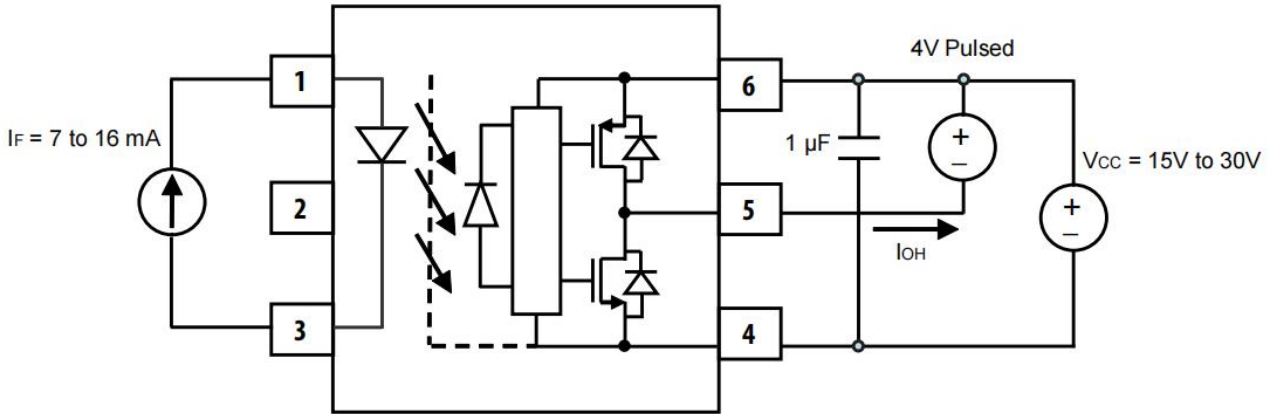 4V Pulsed
1
6
IF = 7 to 16 mA
1 µF
+
–
VCC = 15V to 30V
2
5
+
–
IOH
3
4